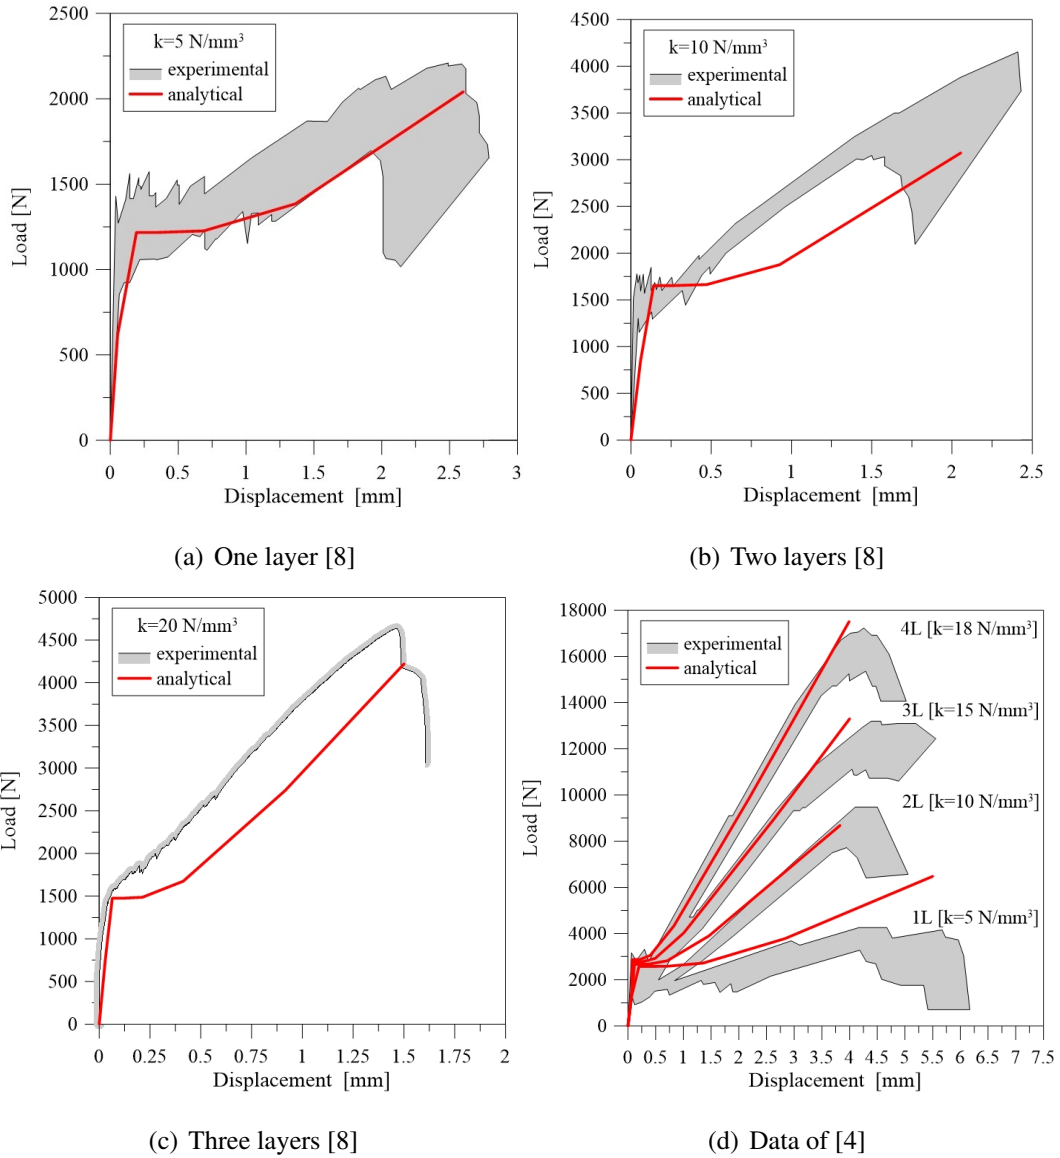 2500
2000
1500
1000
500
0
Load [N]
k=5 N/mm³
experimental
analytical
0 0.5 1 1.5 2 2.5 3
Displacement [mm]
(a) One layer [8]
4500
4000
3500
3000
2500
2000
1500
1000
500
0
Load [N]
k=10 N/mm³
experimental
analytical
0 0.5 1 1.5 2 2.5
Displacement [mm]
(b) Two layers [8]
5000
4500
4000
3500
3000
2500
2000
1500
1000
500
0
Load [N]
k=20 N/mm³
experimental
analytical
0 0.25 0.5 0.75 1 1.25 1.5 1.75 2
Displacement [mm]
(c) Three layers [8]
18000
16000
14000
12000
10000
8000
6000
4000
2000
0
Load [N]
experimental
analytical
4L [k=18 N/mm³]
3L [k=15 N/mm³]
2L [k=10 N/mm³]
1L [k=5 N/mm³]
0 0.5 1 1.5 2 2.5 3 3.5 4 4.5 5 5.5 6 6.5 7 7.5
Displacement [mm]
(d) Data of [4]